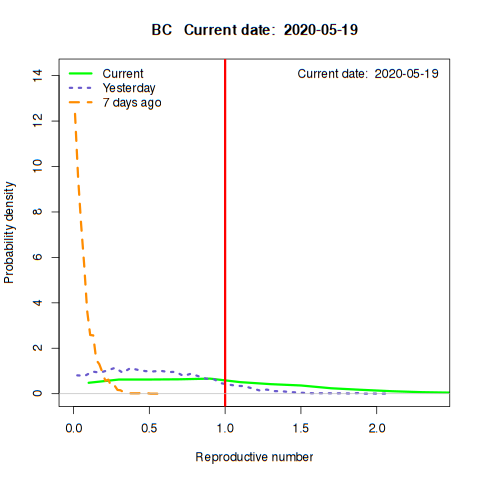 BC   Current date:  2020-05-19
Current date:  2020-05-19
Current
Yesterday
7 days ago
Probability density
14
12
10
8
6
4
2
0
0.0 0.5 1.0 1.5 2.0
Reproductive number